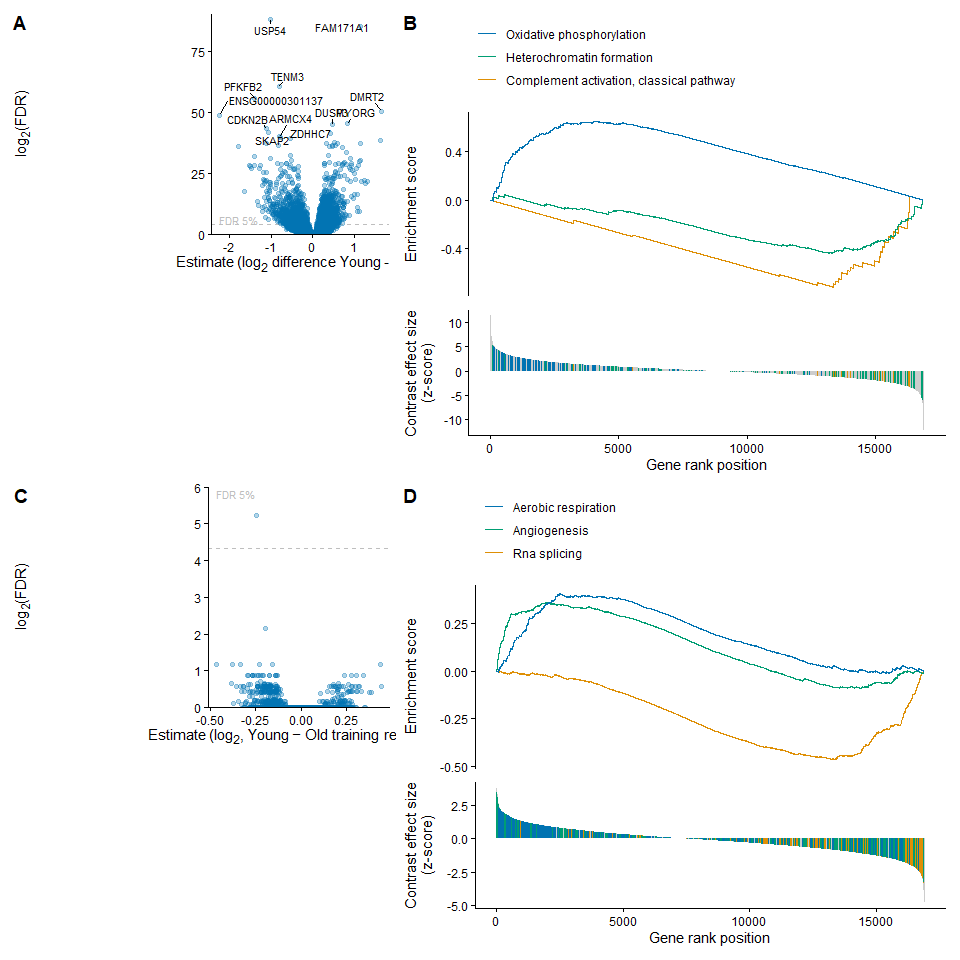 A
log2(FDR)
75
50
25
0
USP54
FAM171A1
TENM3
PFKFB2
ENSG00000301137
DMRT2
CDKN2B
ARMCX4
DUSP3
MYORG
ZDHHC7
SKAP2
FDR 5%
-2
-1
0
1
Estimate (log2 difference Young -
B
Oxidative phosphorylation
Heterochromatin formation
Complement activation, classical pathway
Enrichment score
0.4
0.0
-0.4
Contrast effect size
(z-score)
10
5
0
-5
-10
0
5000
10000
15000
Gene rank position
C
log2(FDR)
6
5
4
3
2
1
0
FDR 5%
-0.50
-0.25
0.00
0.25
Estimate (log2, Young − Old training re
D
Aerobic respiration
Angiogenesis
Rna splicing
Enrichment score
0.25
0.00
-0.25
-0.50
Contrast effect size
(z-score)
2.5
0.0
-2.5
-5.0
0
5000
10000
15000
Gene rank position